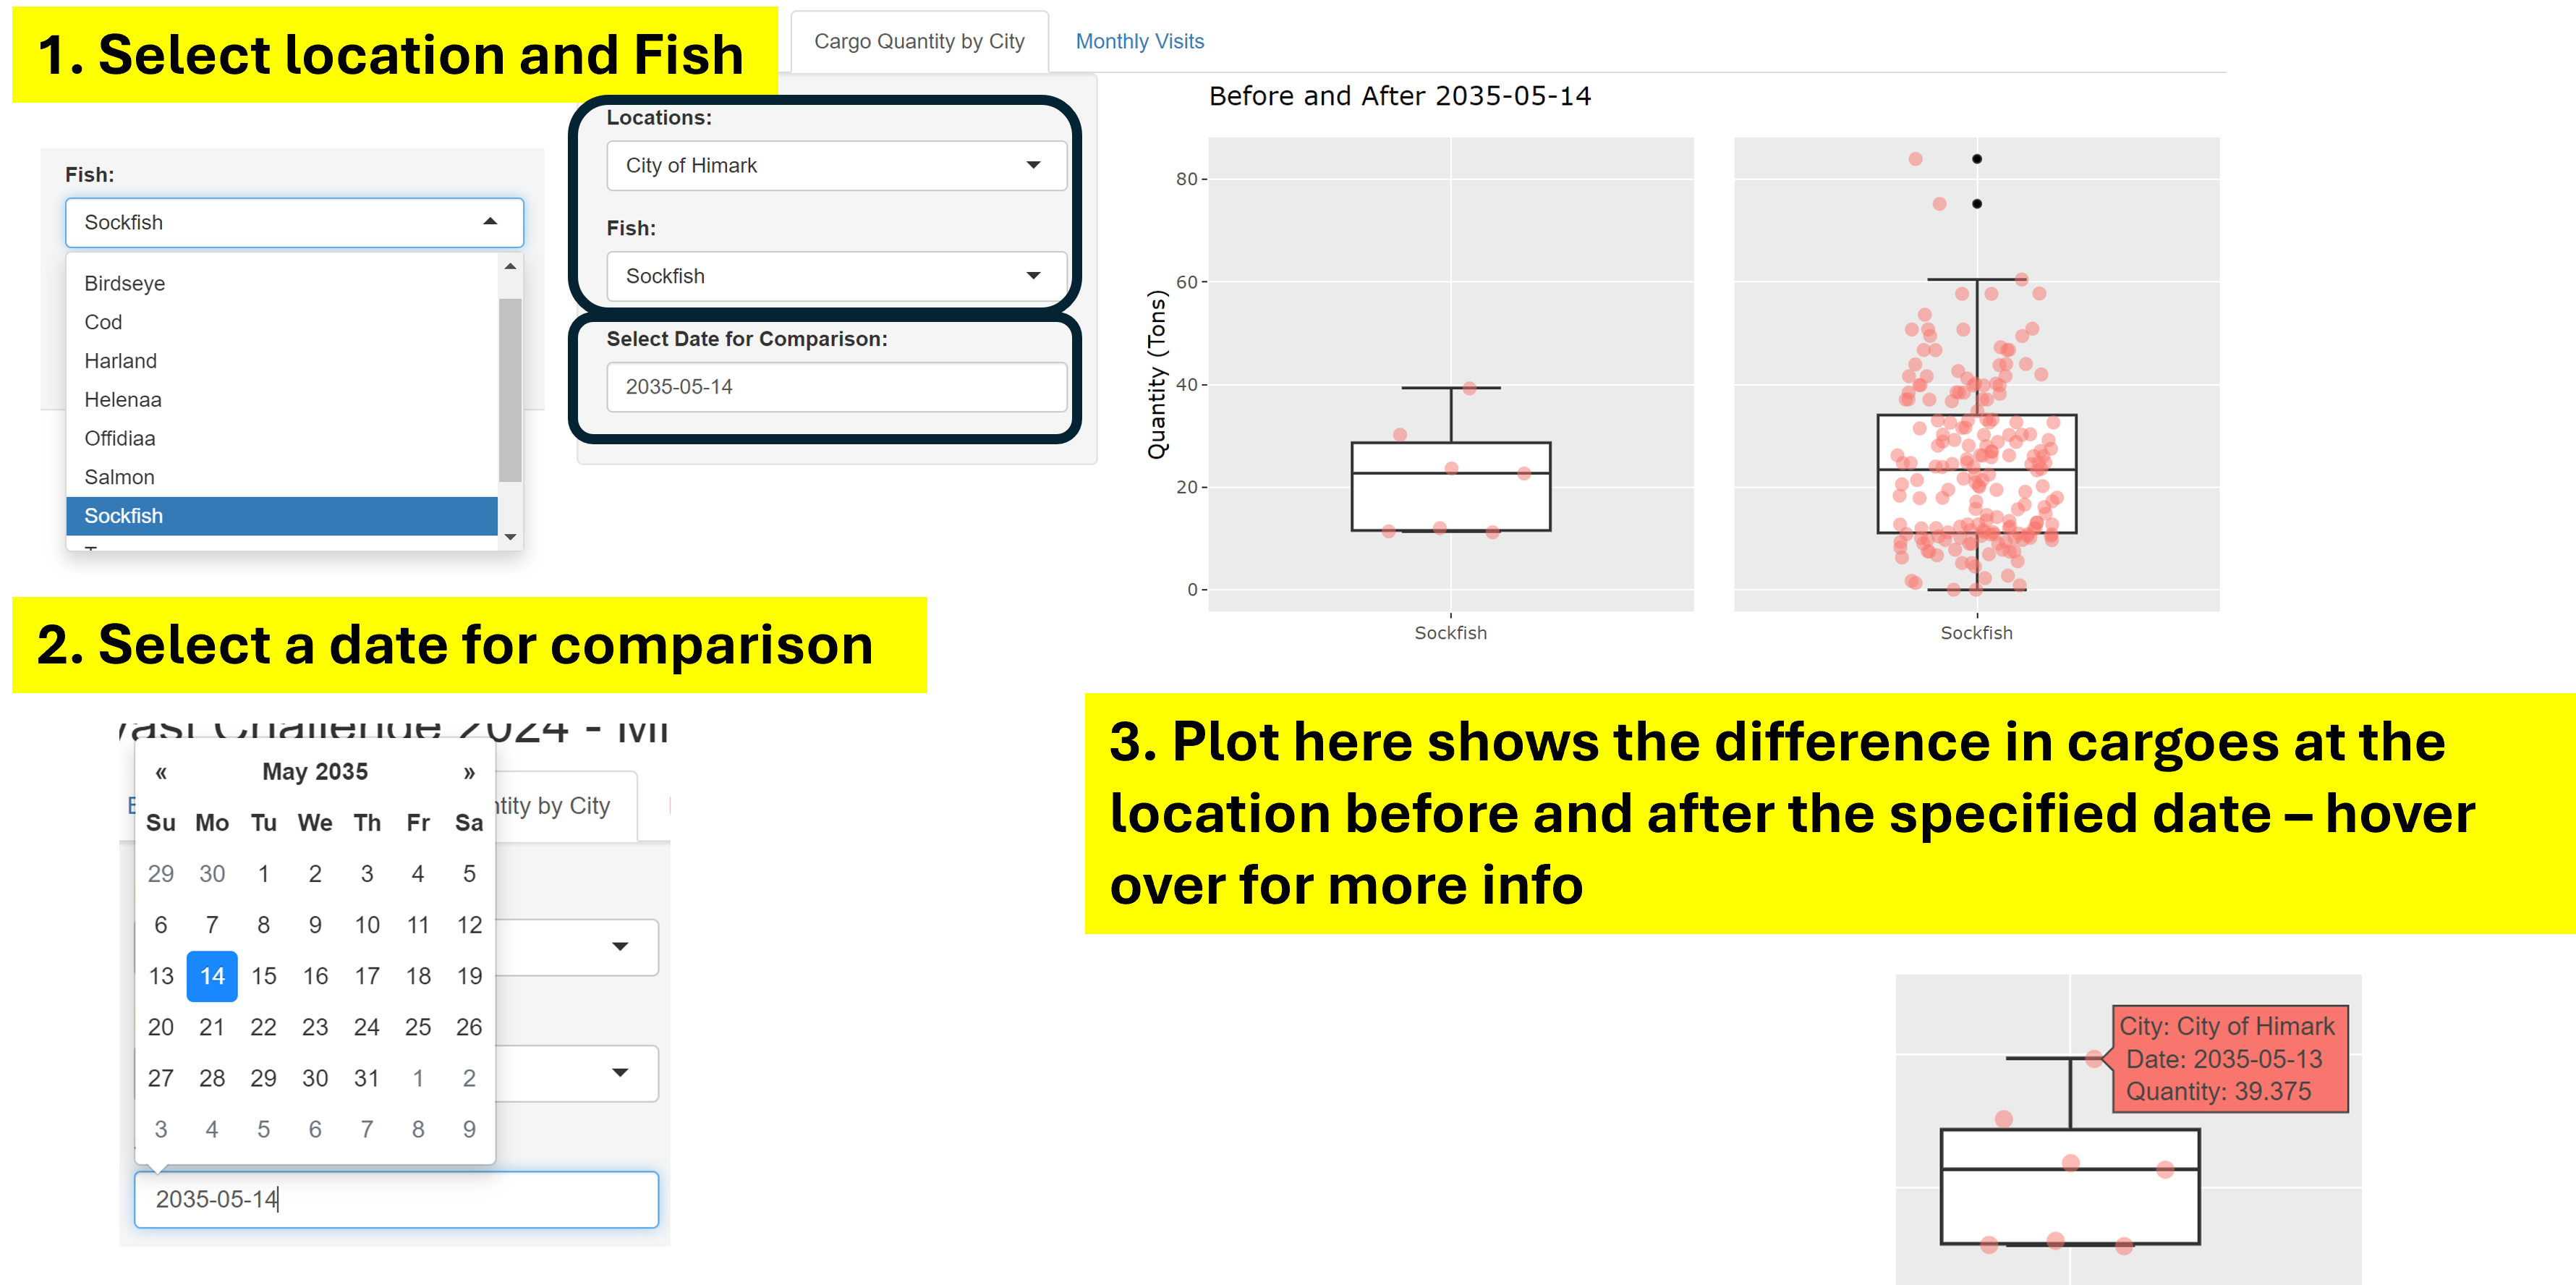 1. Select location and Fish
Cargo Quantity by City
Monthly Visits
Fish:
Sockfish
Birdseye
Cod
Harland
Helenaa
Offidiaa
Salmon
Sockfish
Locations:
City of Himark
Fish:
Sockfish
Select Date for Comparison:
2035-05-14
Before and After 2035-05-14
Quantity (Tons)
80
60
40
20
0
Sockfish
Sockfish
2. Select a date for comparison
Challenge 2024 -
tity by City
« May 2035 »
Su Mo Tu We Th Fr Sa
29 30 1 2 3 4 5
6 7 8 9 10 11 12
13 14 15 16 17 18 19
20 21 22 23 24 25 26
27 28 29 30 31 1 2
3 4 5 6 7 8 9
2035-05-14
3. Plot here shows the difference in cargoes at the
location before and after the specified date – hover
over for more info
City: City of Himark
Date: 2035-05-13
Quantity: 39.375